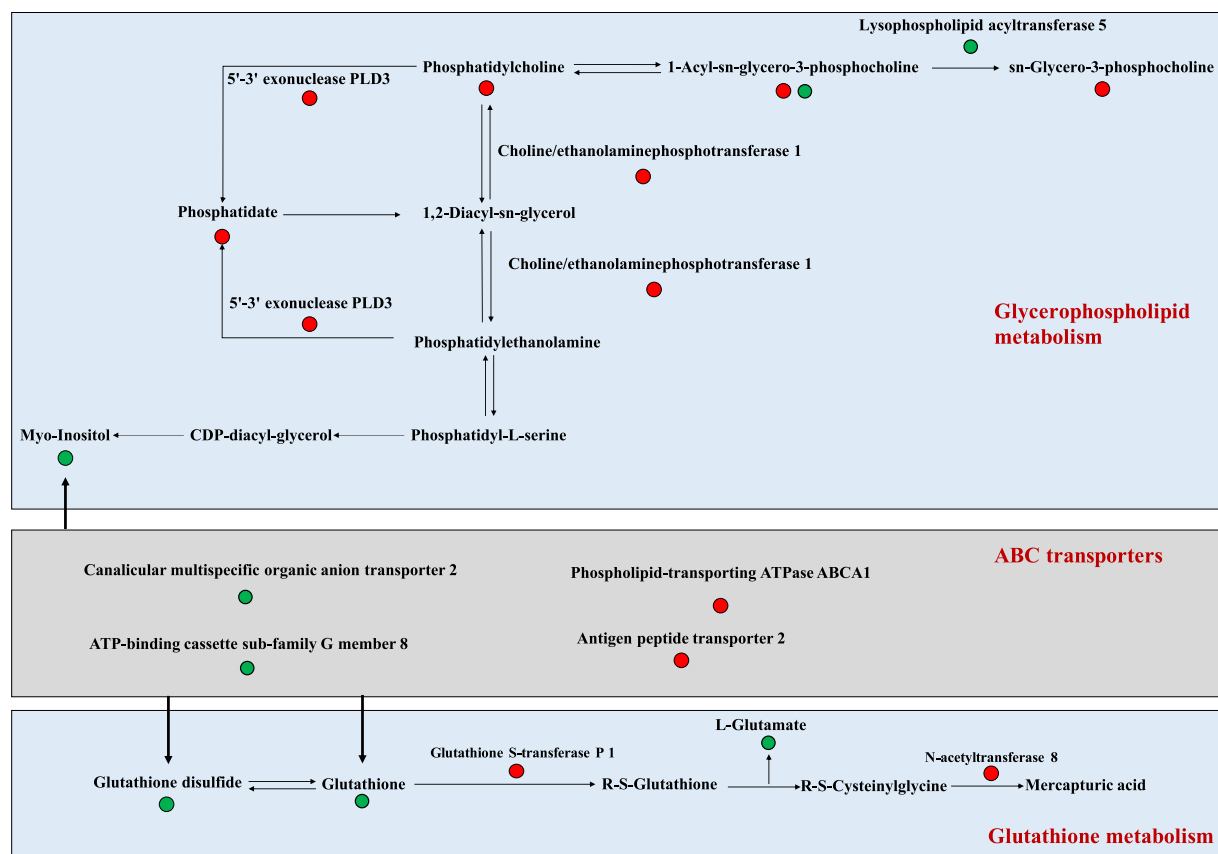 Lysophospholipid acyltransferase 5
5'-3' exonuclease PLD3
Phosphatidylcholine
1-Acyl-sn-glycero-3-phosphocholine
sn-Glycero-3-phosphocholine
Choline/ethanolaminephosphotransferase 1
Phosphatidate
1,2-Diacyl-sn-glycerol
Choline/ethanolaminephosphotransferase 1
5'-3' exonuclease PLD3
Glycerophospholipid
metabolism
Phosphatidylethanolamine
Myo-Inositol
CDP-diacyl-glycerol
Phosphatidyl-L-serine
ABC transporters
Canalicular multispecific organic anion transporter 2
Phospholipid-transporting ATPase ABCA1
ATP-binding cassette sub-family G member 8
Antigen peptide transporter 2
L-Glutamate
Glutathione S-transferase P 1
N-acetyltransferase 8
Glutathione disulfide
Glutathione
R-S-Glutathione
R-S-Cysteinylglycine
Mercapturic acid
Glutathione metabolism